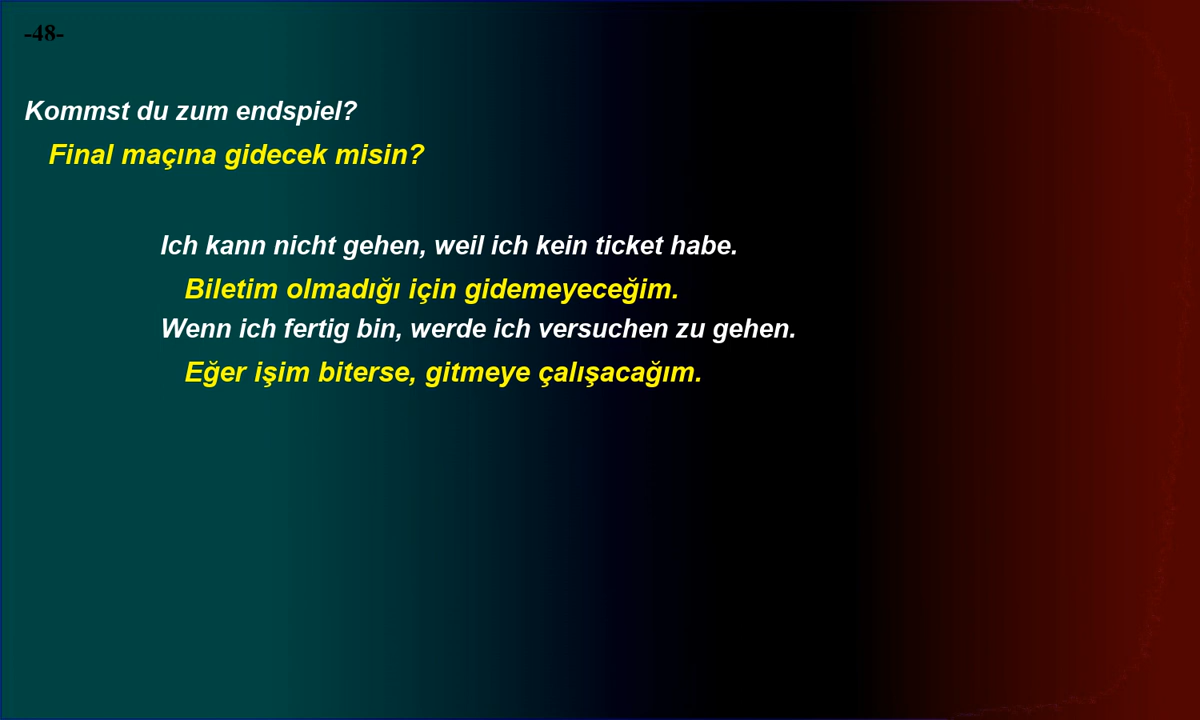 -48-
Kommst du zum endspiel?
Final maçına gidecek misin?
Ich kann nicht gehen, weil ich kein ticket habe.
Biletim olmadığı için gidemeyeceğim.
Wenn ich fertig bin, werde ich versuchen zu gehen.
Eğer işim biterse, gitmeye çalışacağım.